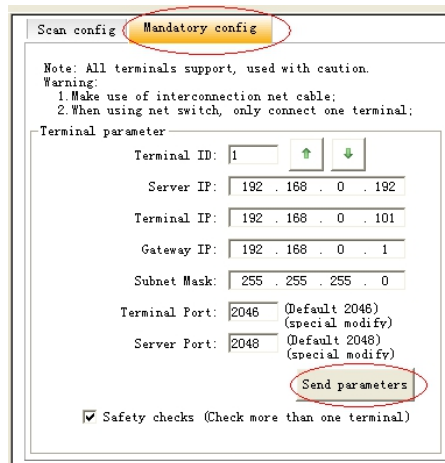 Scan config Mandatory config
Note: All terminals support, used with caution.
Warning:
1.Make use of interconnection net cable;
2.When using net switch, only connect one terminal;
Terminal parameter
Terminal ID: 1
Server IP: 192 . 168 . 0 . 192
Terminal IP: 192 . 168 . 0 . 101
Gateway IP: 192 . 168 . 0 . 1
Subnet Mask: 255 . 255 . 255 . 0
Terminal Port: 2046 (Default 2046)
(special modify)
Server Port: 2048 (Default 2048)
(special modify)
Send parameters
Safety checks (Check more than one terminal)